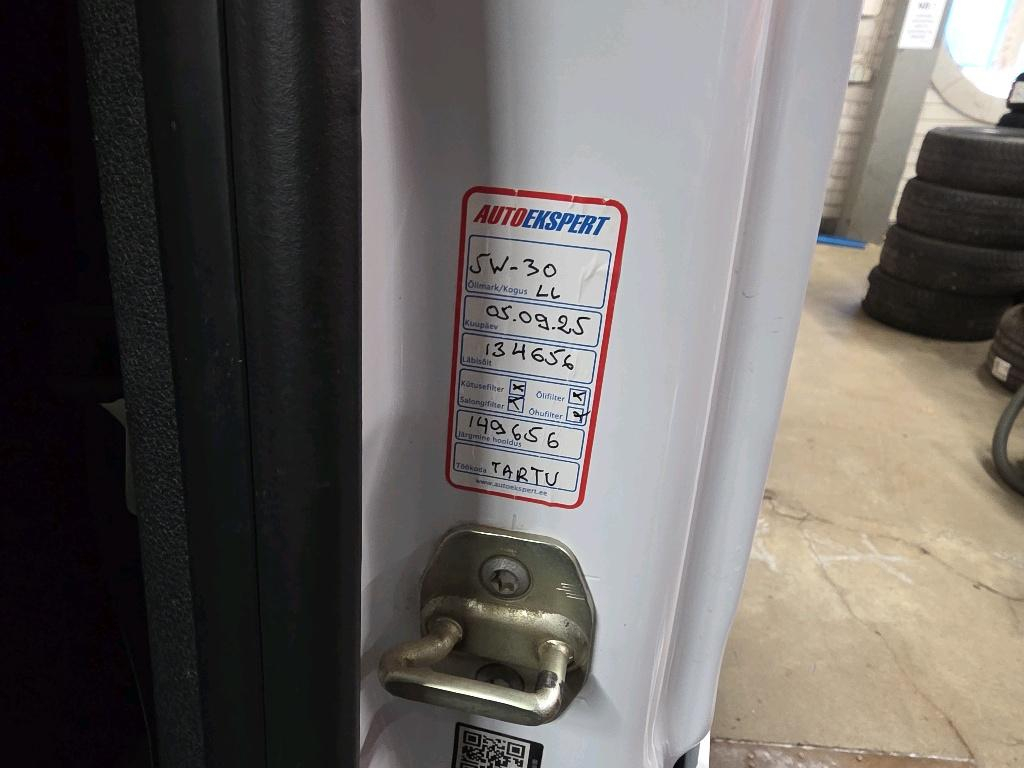 AUTOEKSPERT
5W-30
Õlimark/Kogus LL
05.09.25
Kuupäev
134656
Läbisõit
Kütusefilter Õlifilter
Salongifilter Õhufilter
149656
Järgmine hooldus
Töökoda TARTU
www.autoekspert.ee